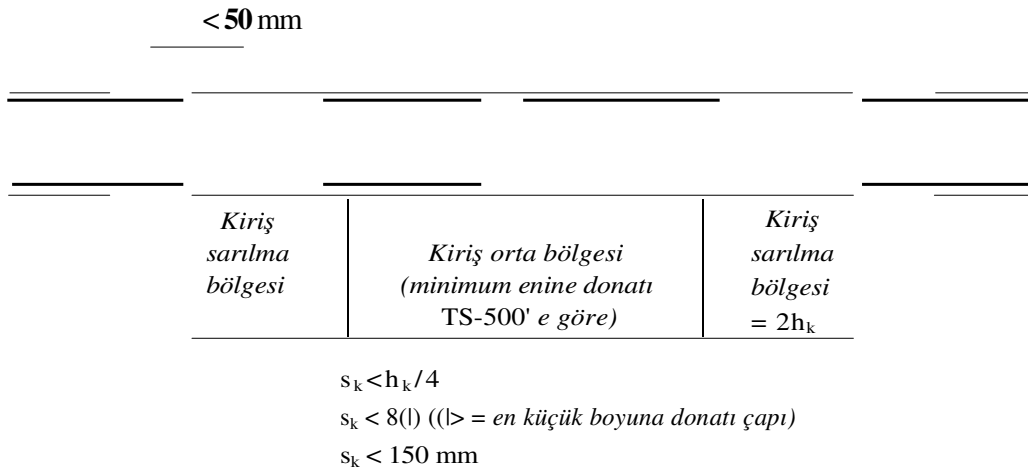 < 50 mm
Kiriş
sarılma
bölgesi
Kiriş orta bölgesi
(minimum enine donatı
TS-500' e göre)
Kiriş
sarılma
bölgesi
= 2hk
sk < hk/4
sk < 8(|) ((|> = en küçük boyuna donatı çapı)
sk < 150 mm